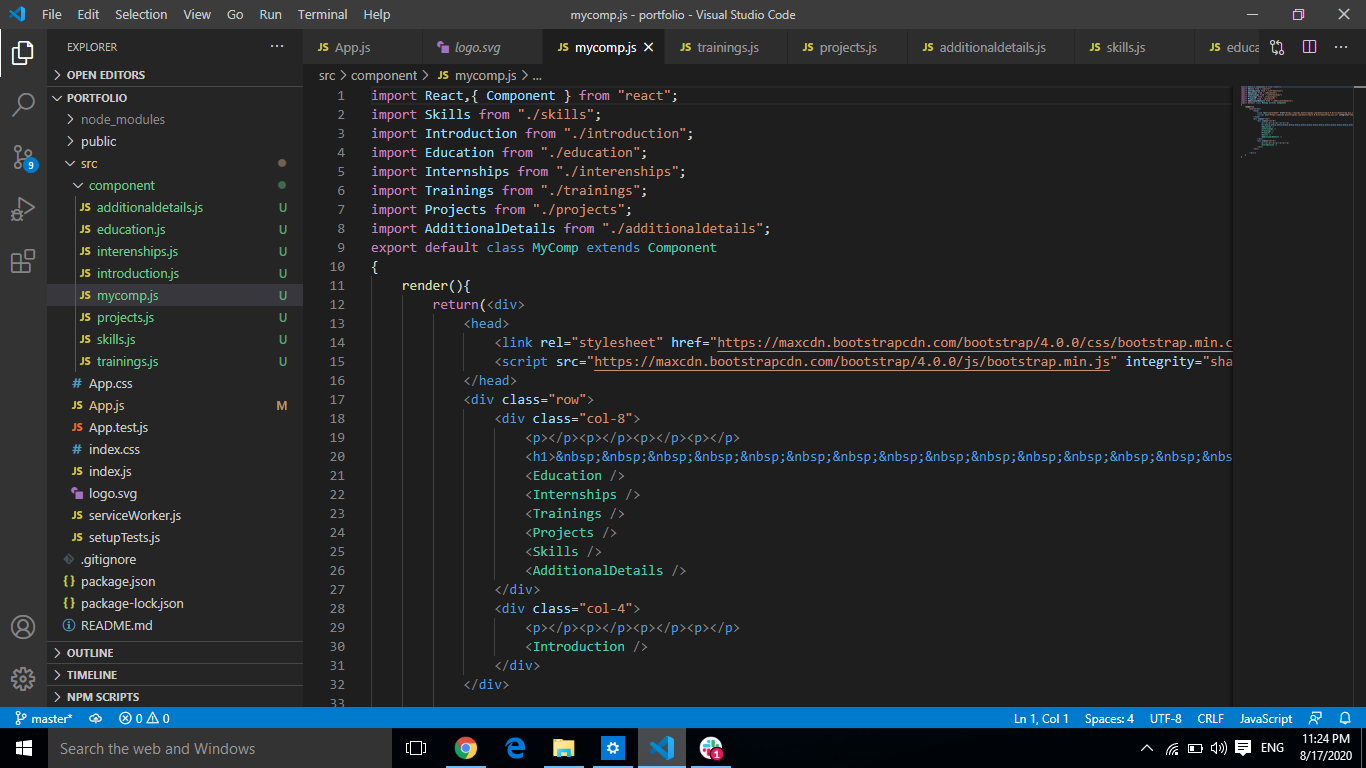 File Edit Selection View Go Run Terminal Help mycomp.js - portfolio - Visual Studio Code
EXPLORER
OPEN EDITORS
PORTFOLIO
node_modules
public
src
component
additionaldetails.js U
education.js U
interenships.js U
introduction.js U
mycomp.js U
projects.js U
skills.js U
trainings.js U
# App.css
JS App.js M
App.test.js
# index.css
JS index.js
logo.svg
JS serviceWorker.js
JS setupTests.js
.gitignore
{} package.json
{} package-lock.json
README.md
OUTLINE
TIMELINE
NPM SCRIPTS
9
JS App.js logo.svg JS mycomp.js JS trainings.js JS projects.js JS additionaldetails.js JS skills.js JS educa
src > component > JS mycomp.js > ...
1 import React,{ Component } from "react";
2 import Skills from "./skills";
3 import Introduction from "./introduction";
4 import Education from "./education";
5 import Internships from "./interenships";
6 import Trainings from "./trainings";
7 import Projects from "./projects";
8 import AdditionalDetails from "./additionaldetails";
9 export default class MyComp extends Component
10 {
11 render(){
12 return(<div>
13 <head>
14 <link rel="stylesheet" href="https://maxcdn.bootstrapcdn.com/bootstrap/4.0.0/css/bootstrap.min.c
15 <script src="https://maxcdn.bootstrapcdn.com/bootstrap/4.0.0/js/bootstrap.min.js" integrity="sha
16 </head>
17 <div class="row">
18 <div class="col-8">
19 <p></p><p></p><p></p><p></p>
20 <h1>&nbsp;&nbsp;&nbsp;&nbsp;&nbsp;&nbsp;&nbsp;&nbsp;&nbsp;&nbsp;&nbsp;&nbsp;&nbsp;&nbsp;&nbs
21 <Education />
22 <Internships />
23 <Trainings />
24 <Projects />
25 <Skills />
26 <AdditionalDetails />
27 </div>
28 <div class="col-4">
29 <p></p><p></p><p></p><p></p>
30 <Introduction />
31 </div>
32 </div>
33
master* 0 0 Ln 1, Col 1 Spaces: 4 UTF-8 CRLF JavaScript
Search the web and Windows
1
ENG
11:24 PM
8/17/2020